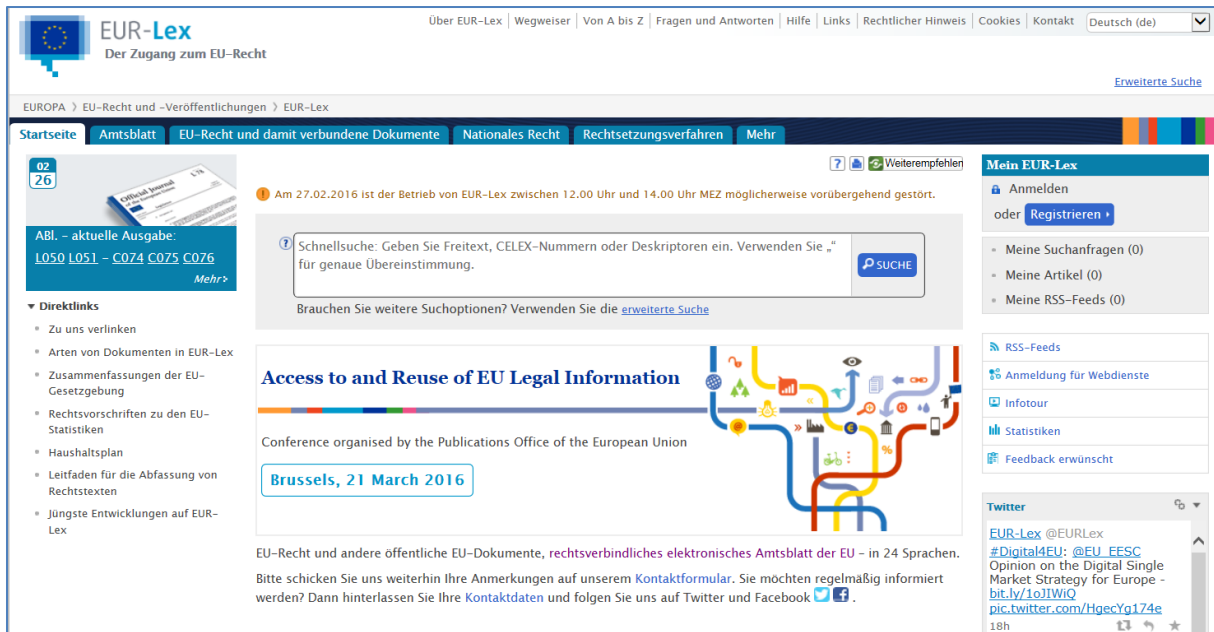 EUR-Lex
Der Zugang zum EU-Recht
Über EUR-Lex | Wegweiser | Von A bis Z | Fragen und Antworten | Hilfe | Links | Rechtlicher Hinweis | Cookies | Kontakt
Deutsch (de)
Erweiterte Suche
EUROPA > EU-Recht und -Veröffentlichungen > EUR-Lex
Startseite
Amtsblatt
EU-Recht und damit verbundene Dokumente
Nationales Recht
Rechtsetzungsverfahren
Mehr
02
26
Official Journal
ABl. - aktuelle Ausgabe:
L050 L051 - C074 C075 C076
Mehr
Direktlinks
Zu uns verlinken
Arten von Dokumenten in EUR-Lex
Zusammenfassungen der EU-
Gesetzgebung
Rechtsvorschriften zu den EU-
Statistiken
Haushaltsplan
Leitfaden für die Abfassung von
Rechtstexten
Jüngste Entwicklungen auf EUR-
Lex
? Weiterempfehlen
Am 27.02.2016 ist der Betrieb von EUR-Lex zwischen 12.00 Uhr und 14.00 Uhr MEZ möglicherweise vorübergehend gestört.
Schnellsuche: Geben Sie Freitext, CELEX-Nummern oder Deskriptoren ein. Verwenden Sie „“
für genaue Übereinstimmung.
SUCHE
Brauchen Sie weitere Suchoptionen? Verwenden Sie die erweiterte Suche
Access to and Reuse of EU Legal Information
Conference organised by the Publications Office of the European Union
Brussels, 21 March 2016
EU-Recht und andere öffentliche EU-Dokumente, rechtsverbindliches elektronisches Amtsblatt der EU - in 24 Sprachen.
Bitte schicken Sie uns weiterhin Ihre Anmerkungen auf unserem Kontaktformular. Sie möchten regelmäßig informiert
werden? Dann hinterlassen Sie Ihre Kontaktdaten und folgen Sie uns auf Twitter und Facebook .
Mein EUR-Lex
Anmelden
oder Registrieren
Meine Suchanfragen (0)
Meine Artikel (0)
Meine RSS-Feeds (0)
RSS-Feeds
Anmeldung für Webdienste
Infotour
Statistiken
Feedback erwünscht
Twitter
EUR-Lex @EURLex
#Digital4EU: @EU_EESC
Opinion on the Digital Single
Market Strategy for Europe -
bit.ly/1oJIWiQ
pic.twitter.com/HgecYg174e
18h